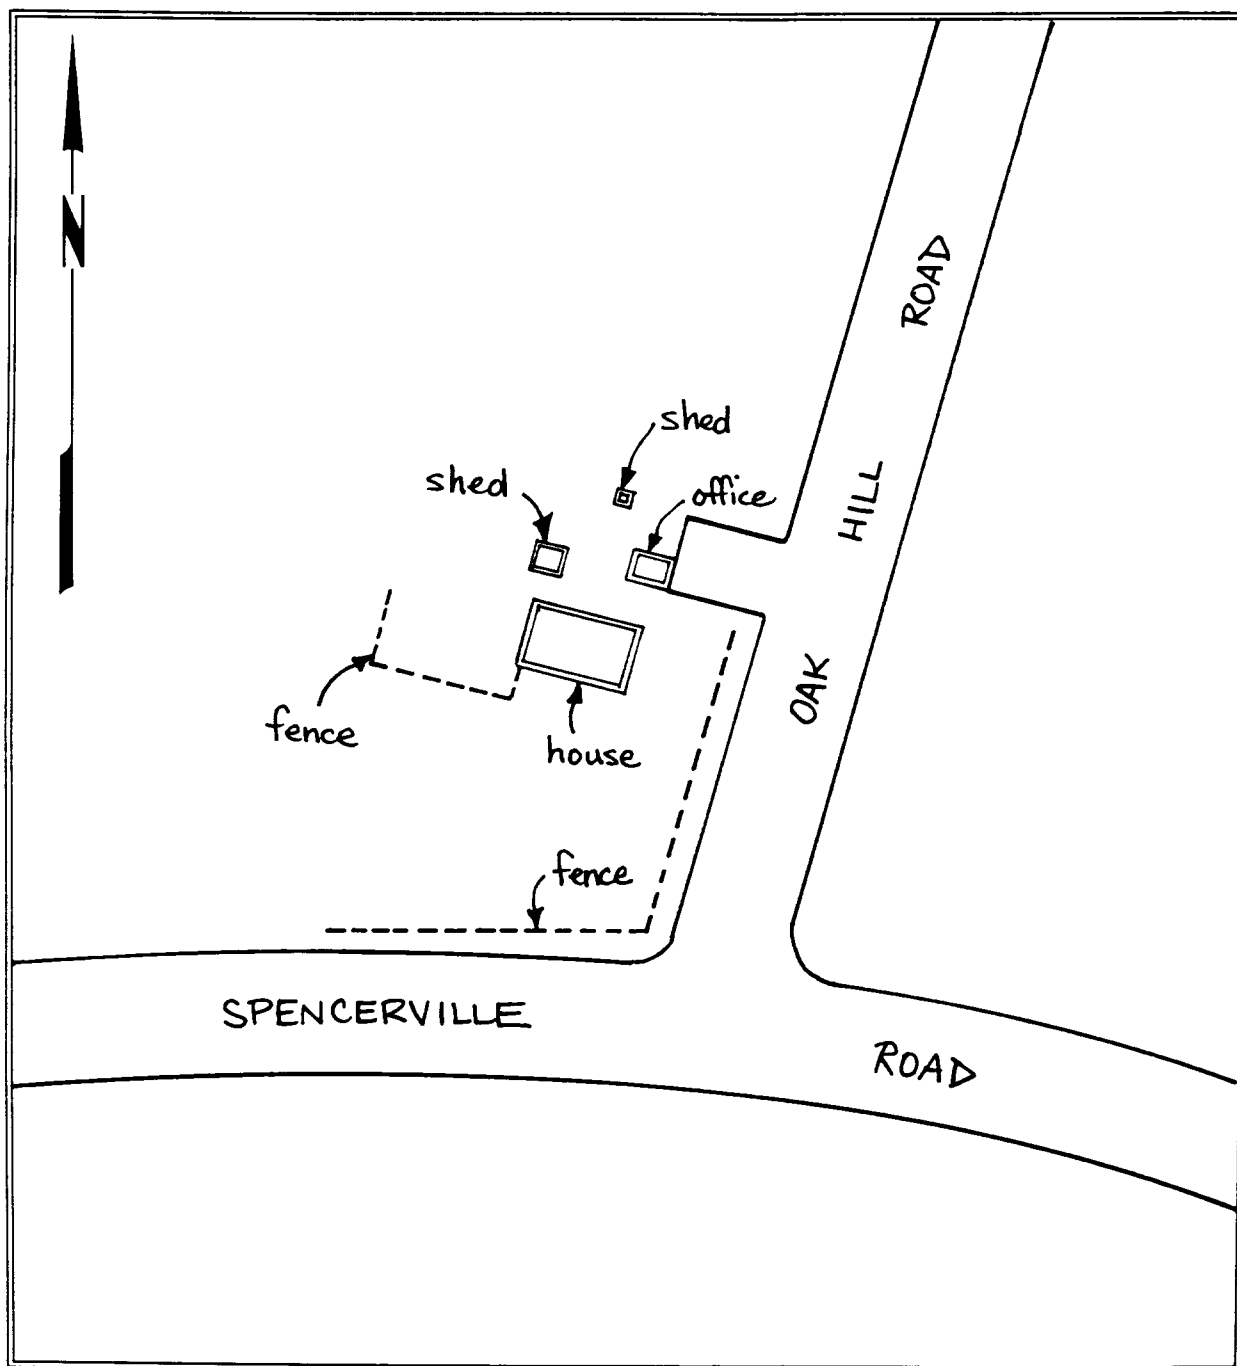 N
ROAD
shed
shed
office
HILL
OAK
fence
house
fence
SPENCERVILLE
ROAD